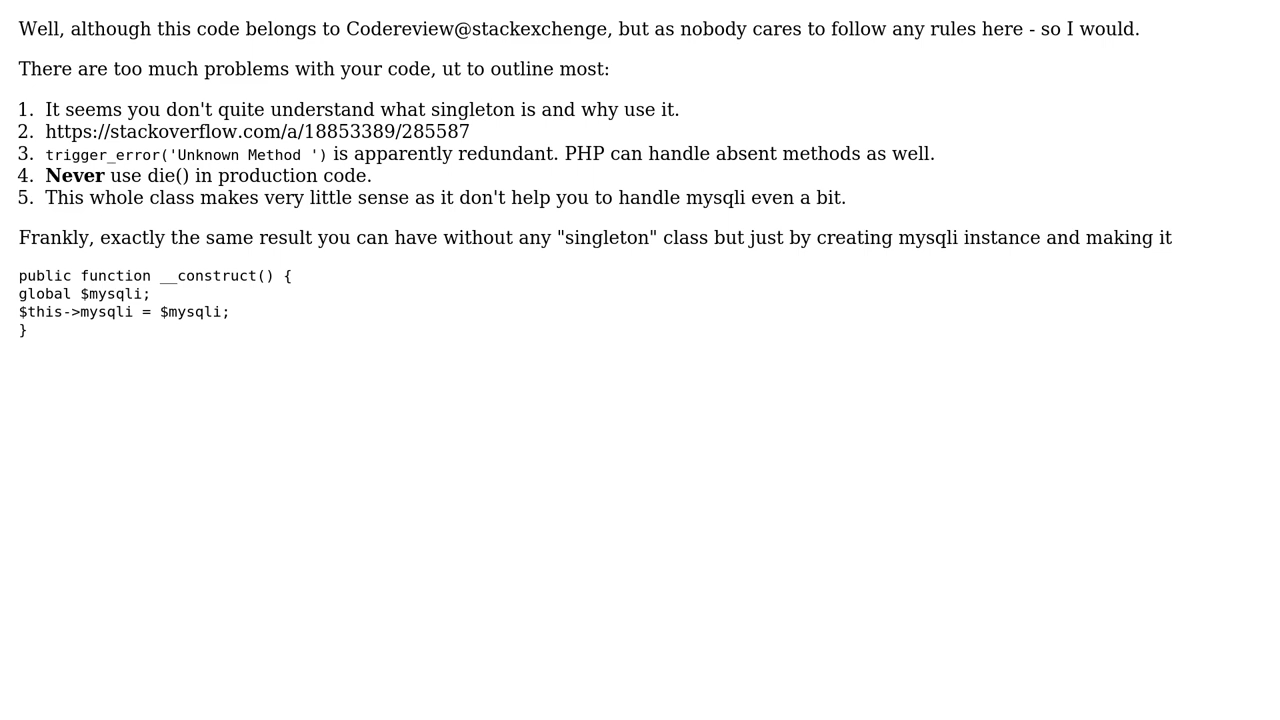 Well, although this code belongs to Codereview@stackexchenge, but as nobody cares to follow any rules here - so I would.
There are too much problems with your code, ut to outline most:
1. It seems you don't quite understand what singleton is and why use it.
2. https://stackoverflow.com/a/18853389/285587
3. trigger_error('Unknown Method ') is apparently redundant. PHP can handle absent methods as well.
4. Never use die() in production code.
5. This whole class makes very little sense as it don't help you to handle mysqli even a bit.
Frankly, exactly the same result you can have without any "singleton" class but just by creating mysqli instance and making it
public function __construct() {
global $mysqli;
$this->mysqli = $mysqli;
}